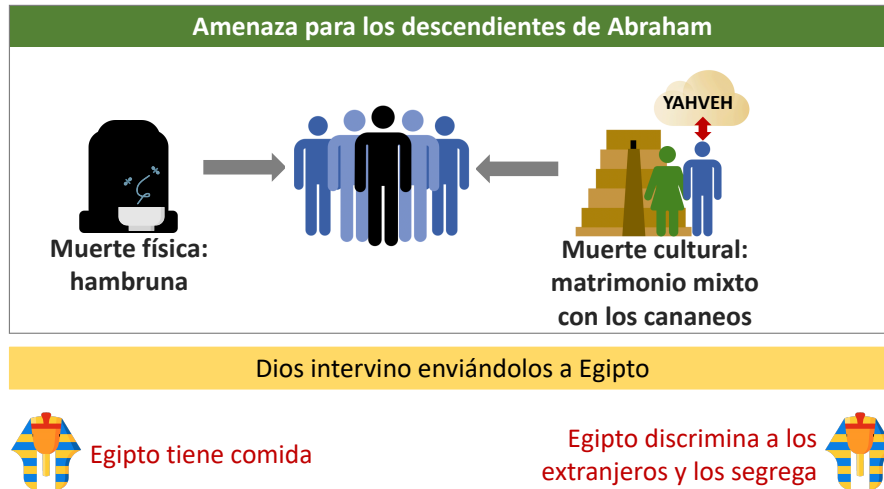 Amenaza para los descendientes de Abraham
YAHVEH
Muerte física:
hambruna
Muerte cultural:
matrimonio mixto
con los cananeos
Dios intervino enviándolos a Egipto
Egipto tiene comida
Egipto discrimina a los
extranjeros y los segrega